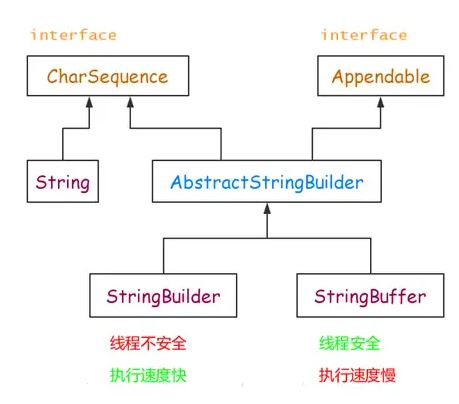 interface interface
CharSequence Appendable
String AbstractStringBuilder
StringBuilder StringBuffer
线程不安全 线程安全
执行速度快 执行速度慢